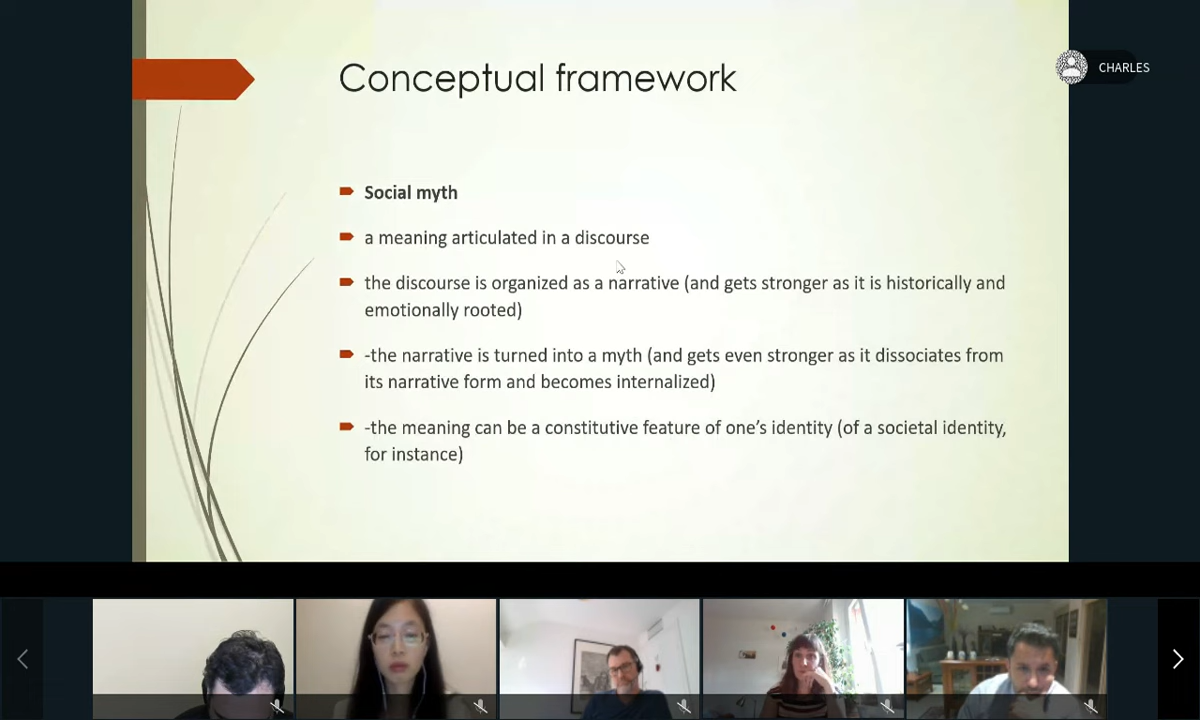 Conceptual framework
CHARLES
Social myth
a meaning articulated in a discourse
the discourse is organized as a narrative (and gets stronger as it is historically and
emotionally rooted)
-the narrative is turned into a myth (and gets even stronger as it dissociates from
its narrative form and becomes internalized)
-the meaning can be a constitutive feature of one’s identity (of a societal identity,
for instance)